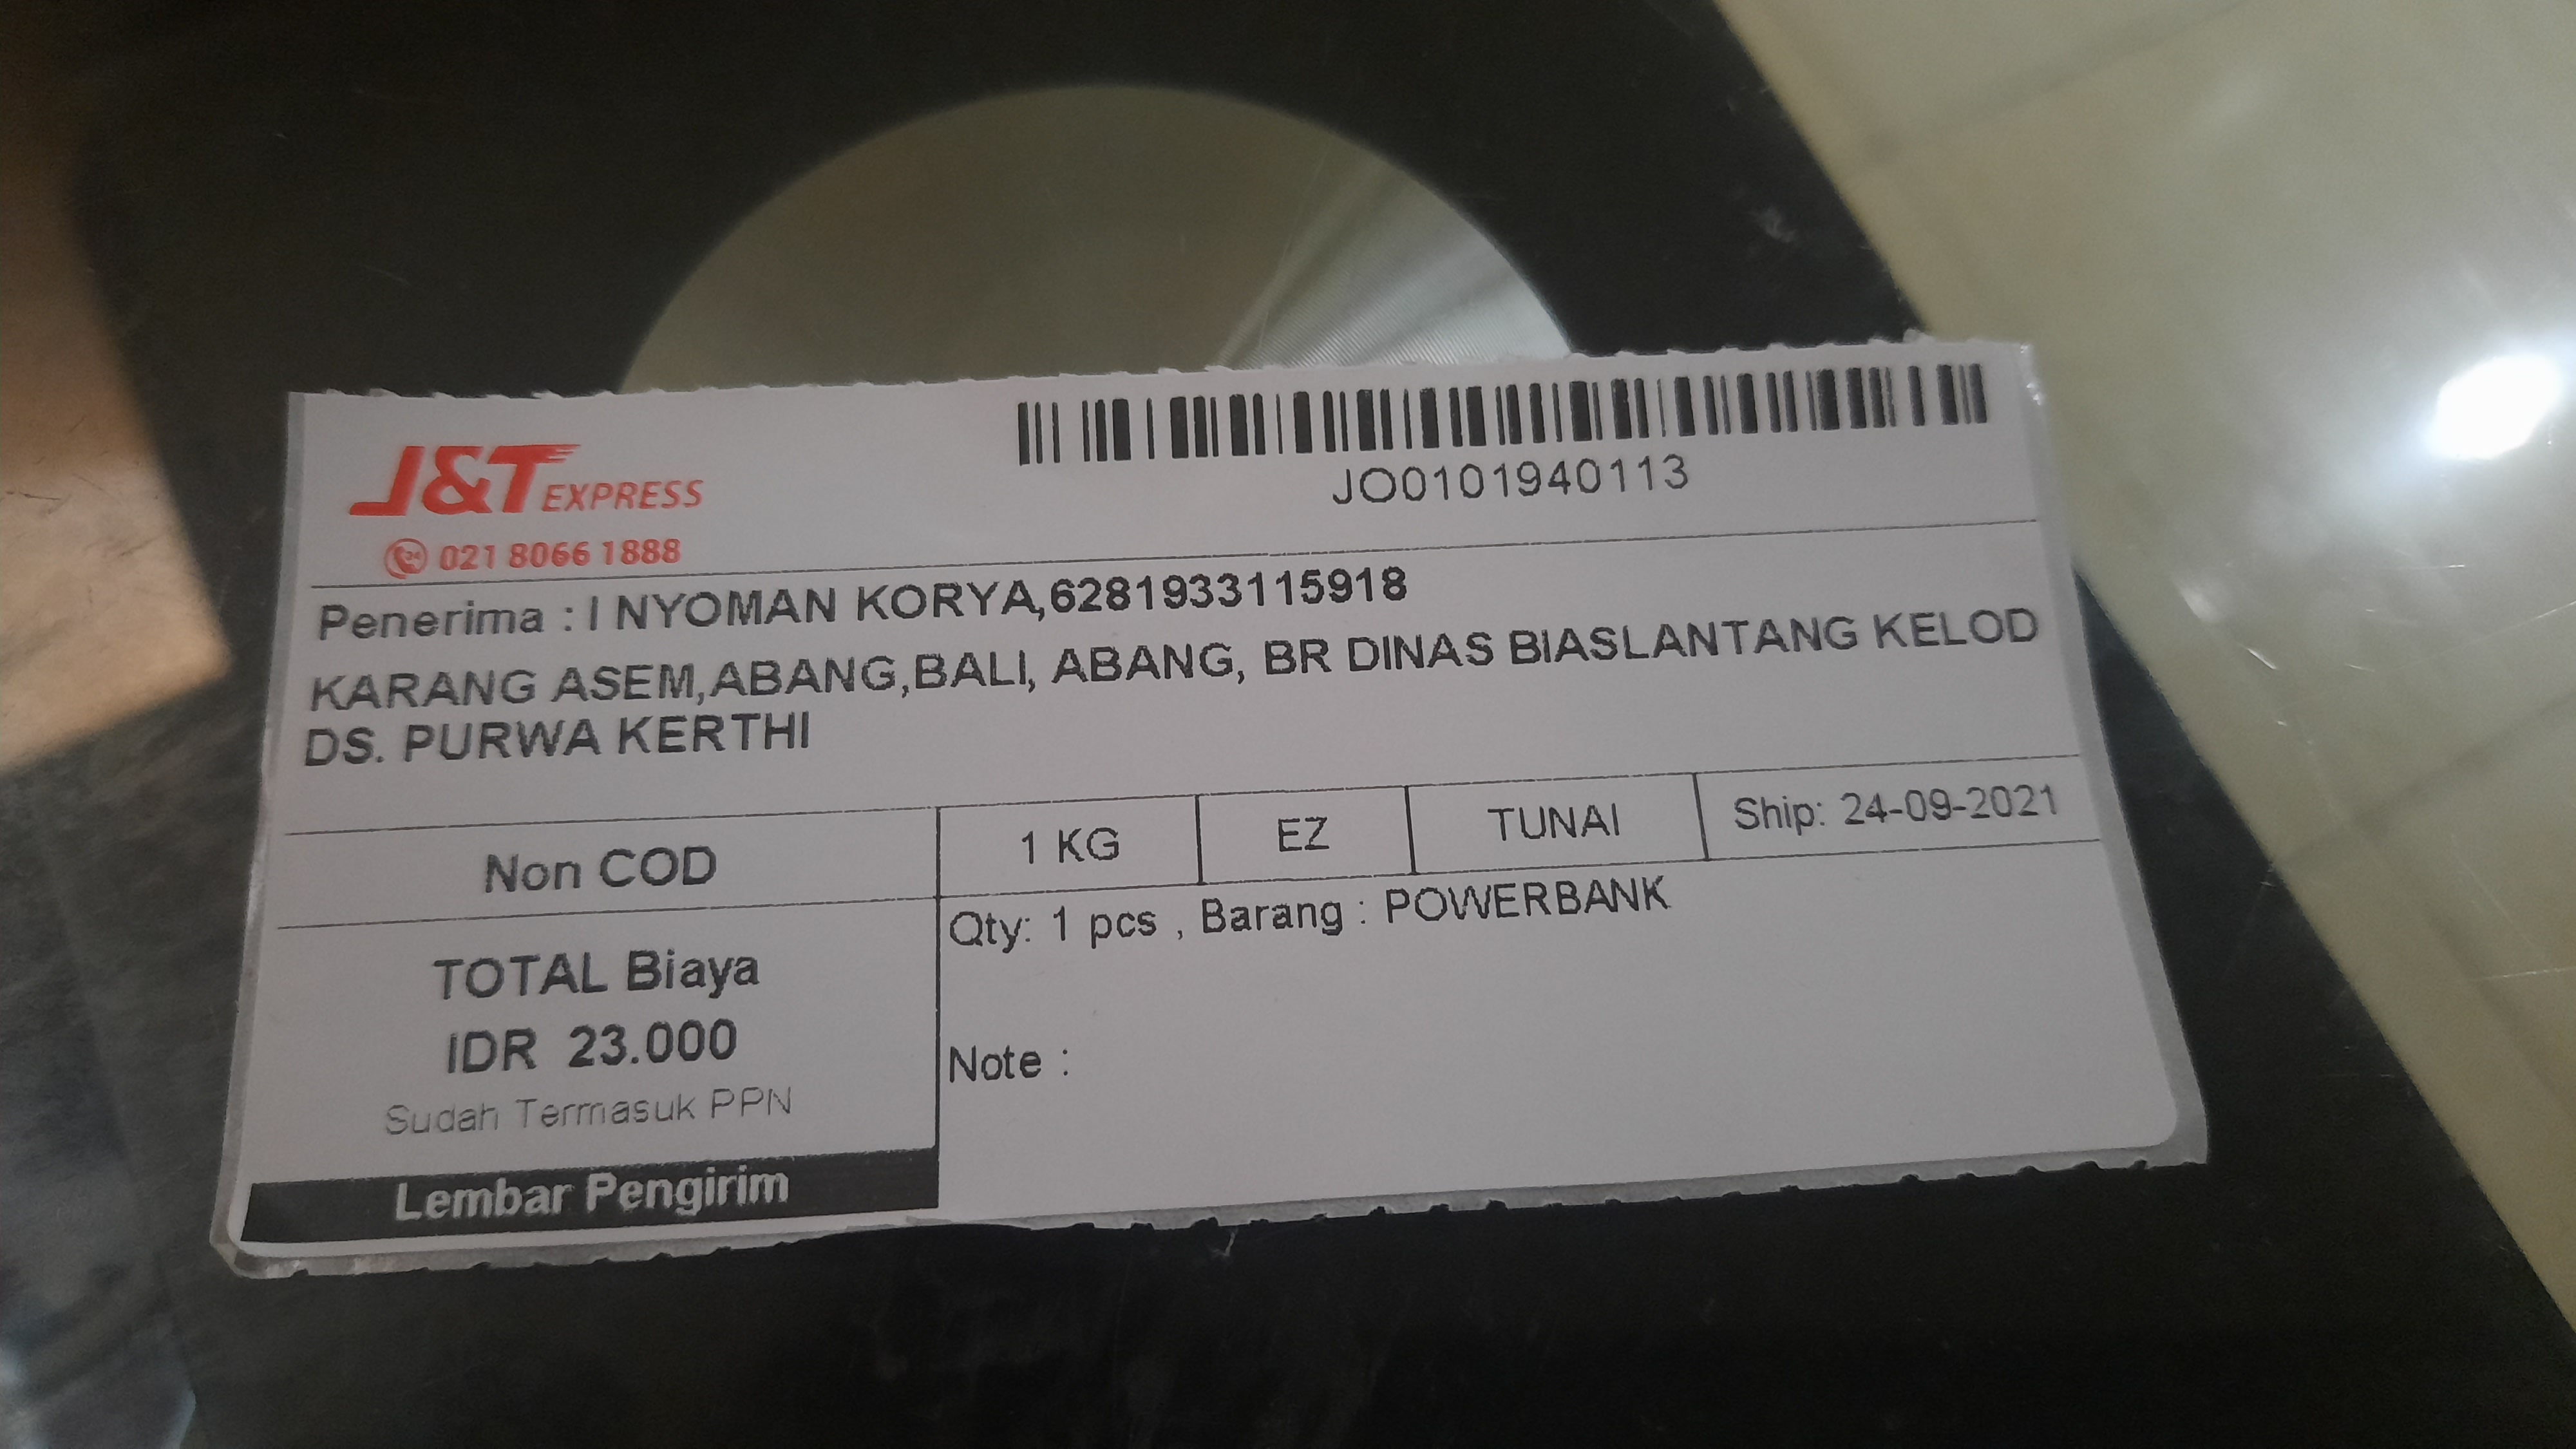 J&T EXPRESS
021 8066 1888
JO0101940113
Penerima : I NYOMAN KORYA,6281933115918
KARANG ASEM,ABANG,BALI, ABANG, BR DINAS BIASLANTANG KELOD
DS. PURWA KERTHI
Non COD
1 KG
EZ
TUNAI
Ship: 24-09-2021
TOTAL Biaya
IDR 23.000
Sudah Termasuk PPN
Lembar Pengirim
Qty: 1 pcs , Barang : POWERBANK
Note :